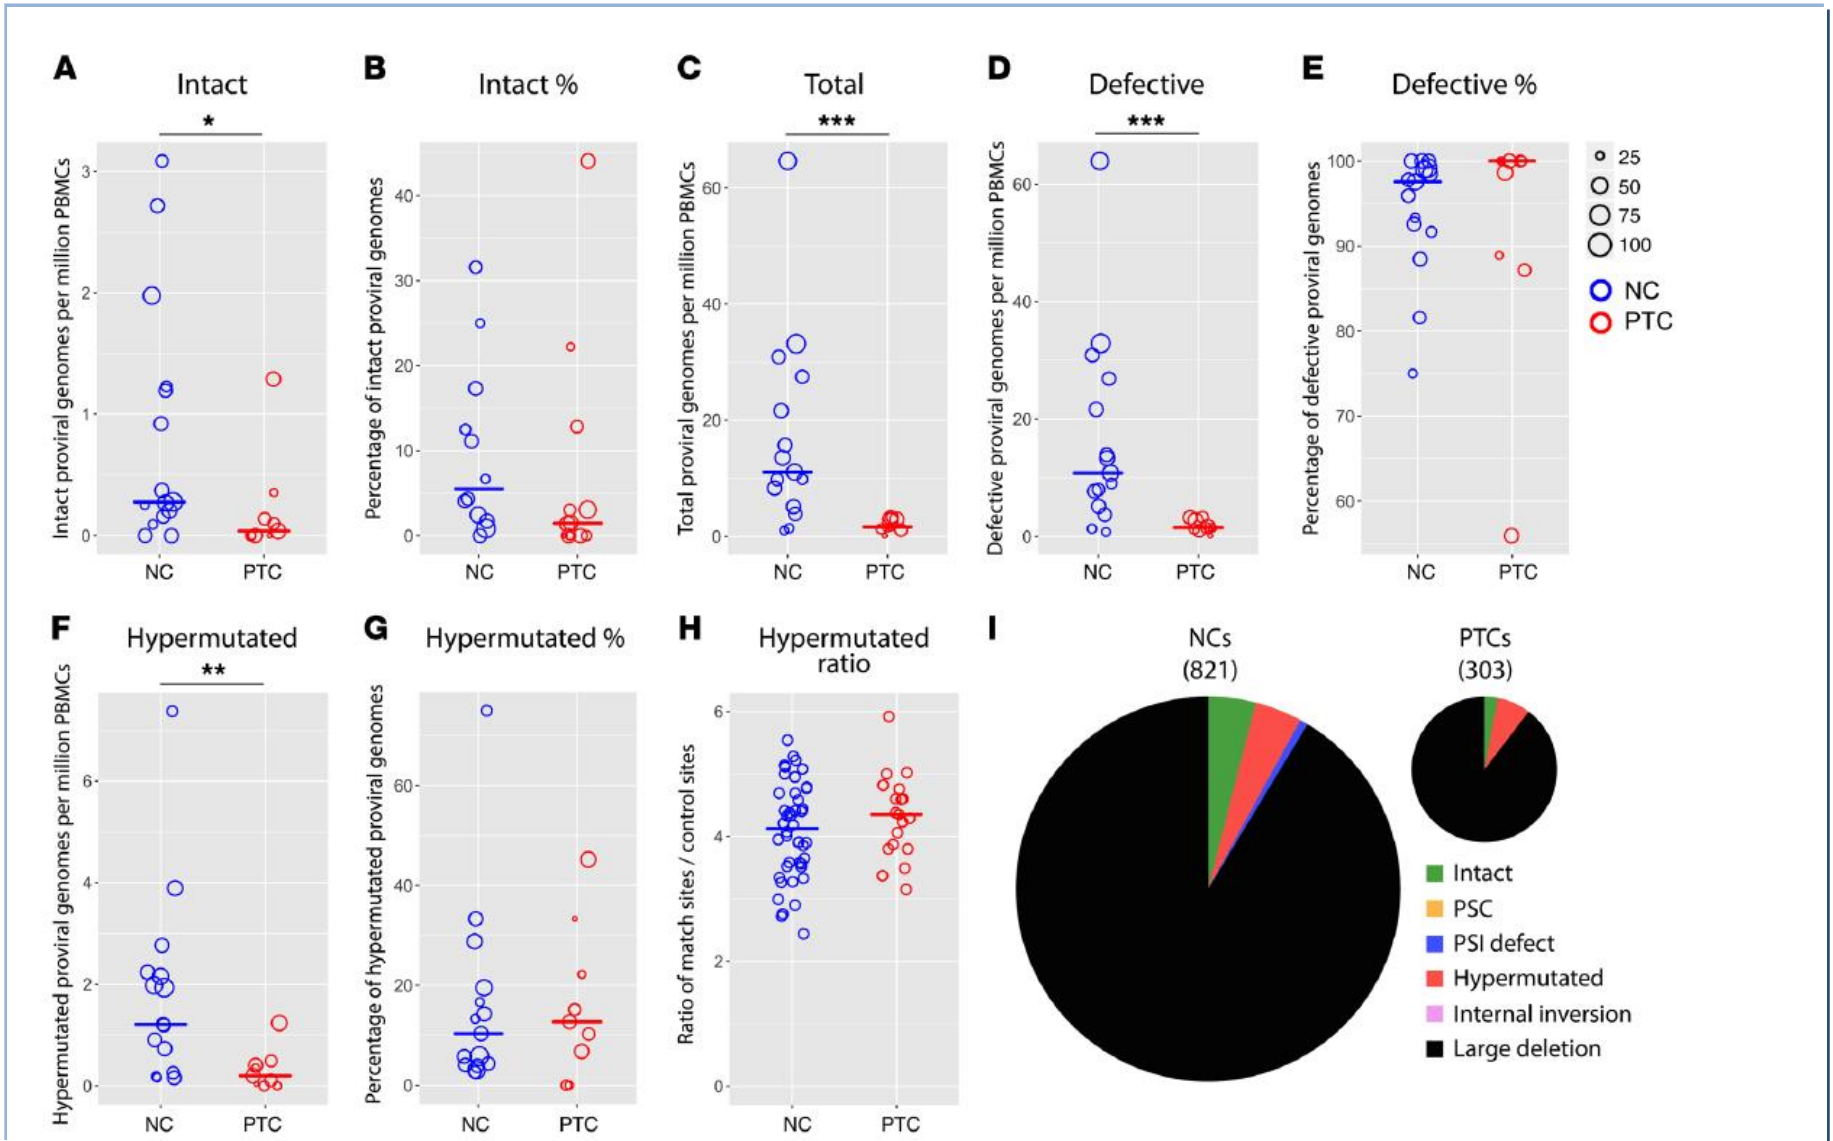 A
Intact
*
Intact proviral genomes per million PBMCs
3
2
1
0
NC
PTC
B
Intact %
Percentage of intact proviral genomes
40
30
20
10
0
NC
PTC
C
Total
***
Total proviral genomes per million PBMCs
60
40
20
0
NC
PTC
D
Defective
***
Defective proviral genomes per million PBMCs
60
40
20
0
NC
PTC
E
Defective %
Percentage of defective proviral genomes
100
90
80
70
60
NC
PTC
25
50
75
100
NC
PTC
F
Hypermutated
**
Hypermutated proviral genomes per million PBMCs
6
4
2
0
NC
PTC
G
Hypermutated %
Percentage of hypermutated proviral genomes
60
40
20
0
NC
PTC
H
Hypermutated
ratio
Ratio of match sites / control sites
6
4
2
0
NC
PTC
I
NCs
(821)
PTCs
(303)
Intact
PSC
PSI defect
Hypermutated
Internal inversion
Large deletion